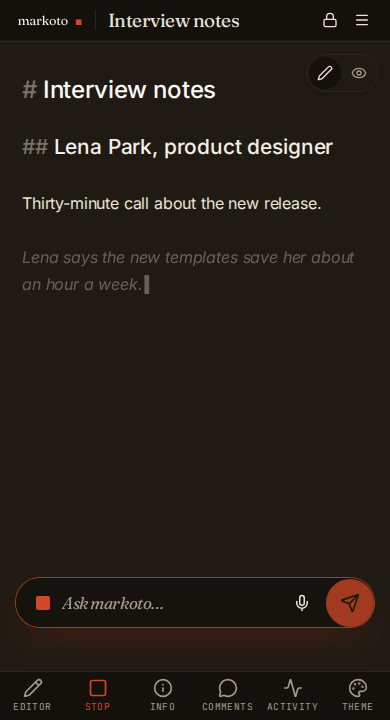 markoto
Interview notes
# Interview notes
## Lena Park, product designer
Thirty-minute call about the new release.
Lena says the new templates save her about
an hour a week.
Ask markoto...
EDITOR STOP INFO COMMENTS ACTIVITY THEME